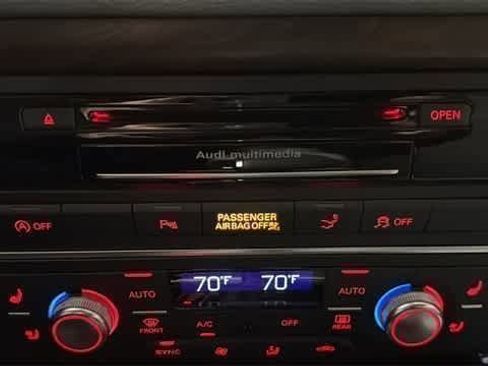 OPEN
Audi multimedia
OFF
PASSENGER
AIRBAG OFF
OFF
70°F
70°F
AUTO
AUTO
FRONT
A/C
OFF
REAR
SYNC